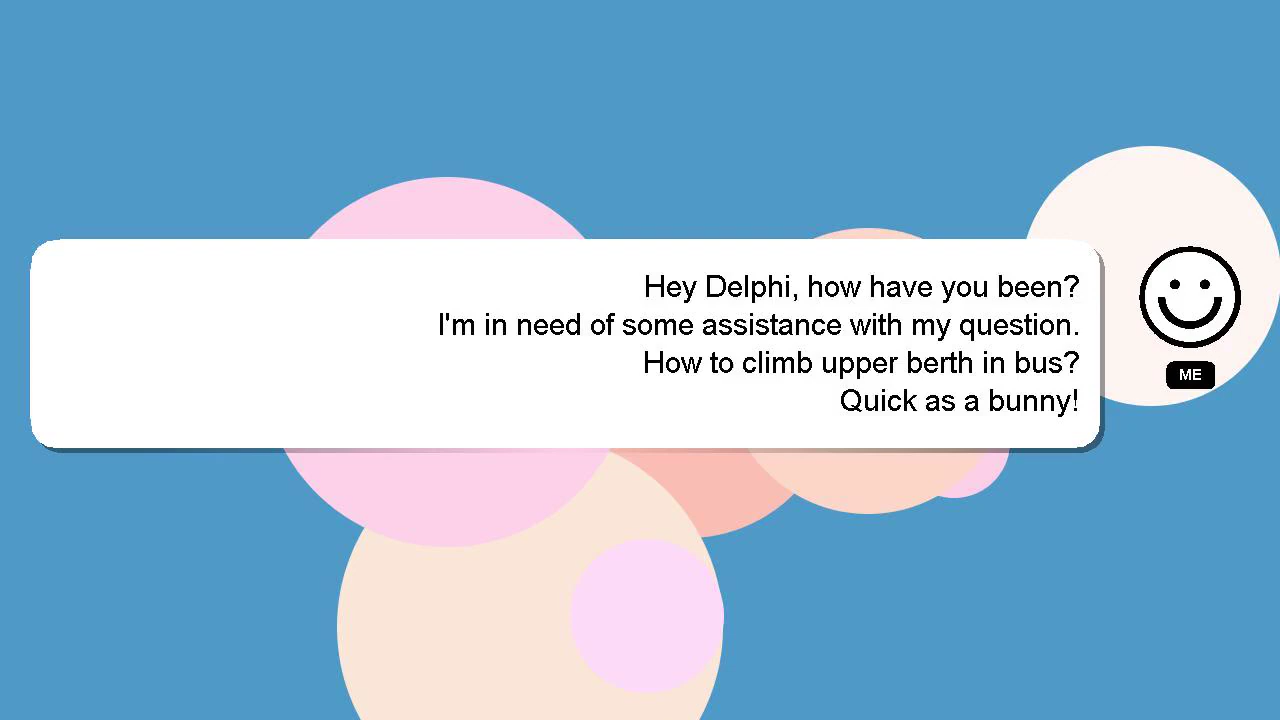 Hey Delphi, how have you been?
I'm in need of some assistance with my question.
How to climb upper berth in bus?
Quick as a bunny!
ME